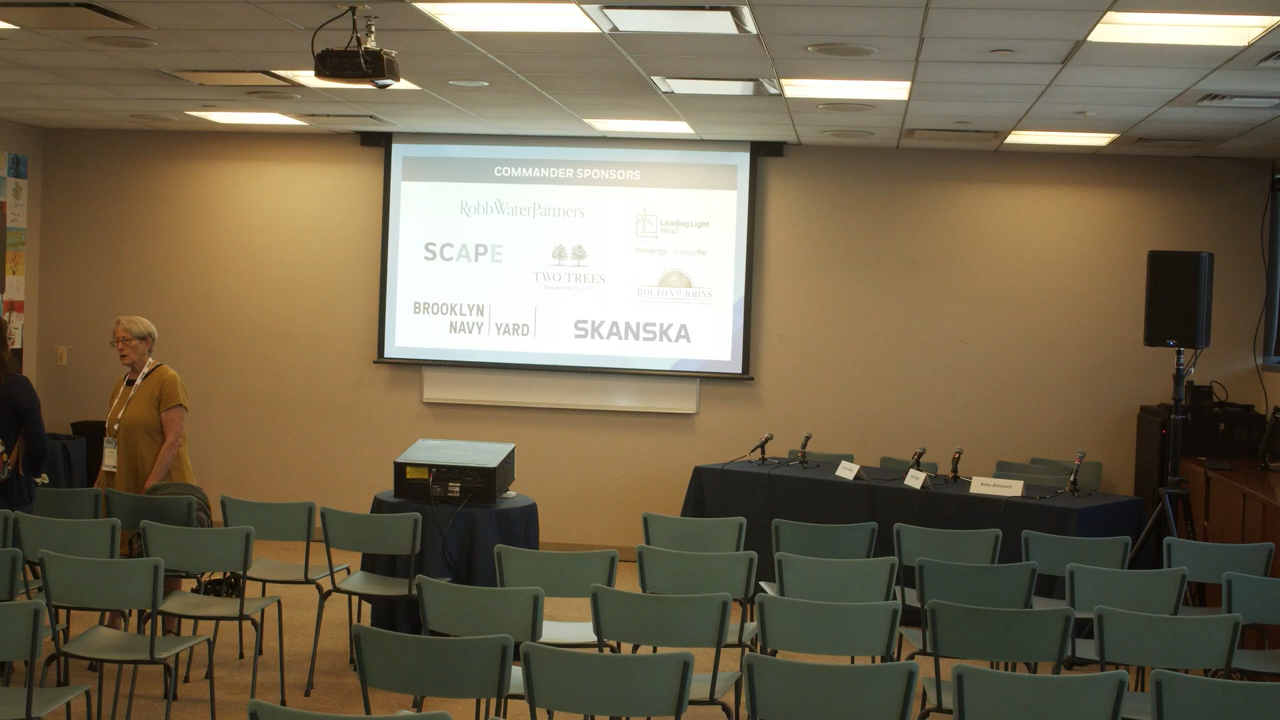 COMMANDER SPONSORS
RobbWaterPartners
Leading Light
Wind
SCAPE
TWO TREES
BOLTON ST JOHNS
BROOKLYN
NAVY
YARD
SKANSKA